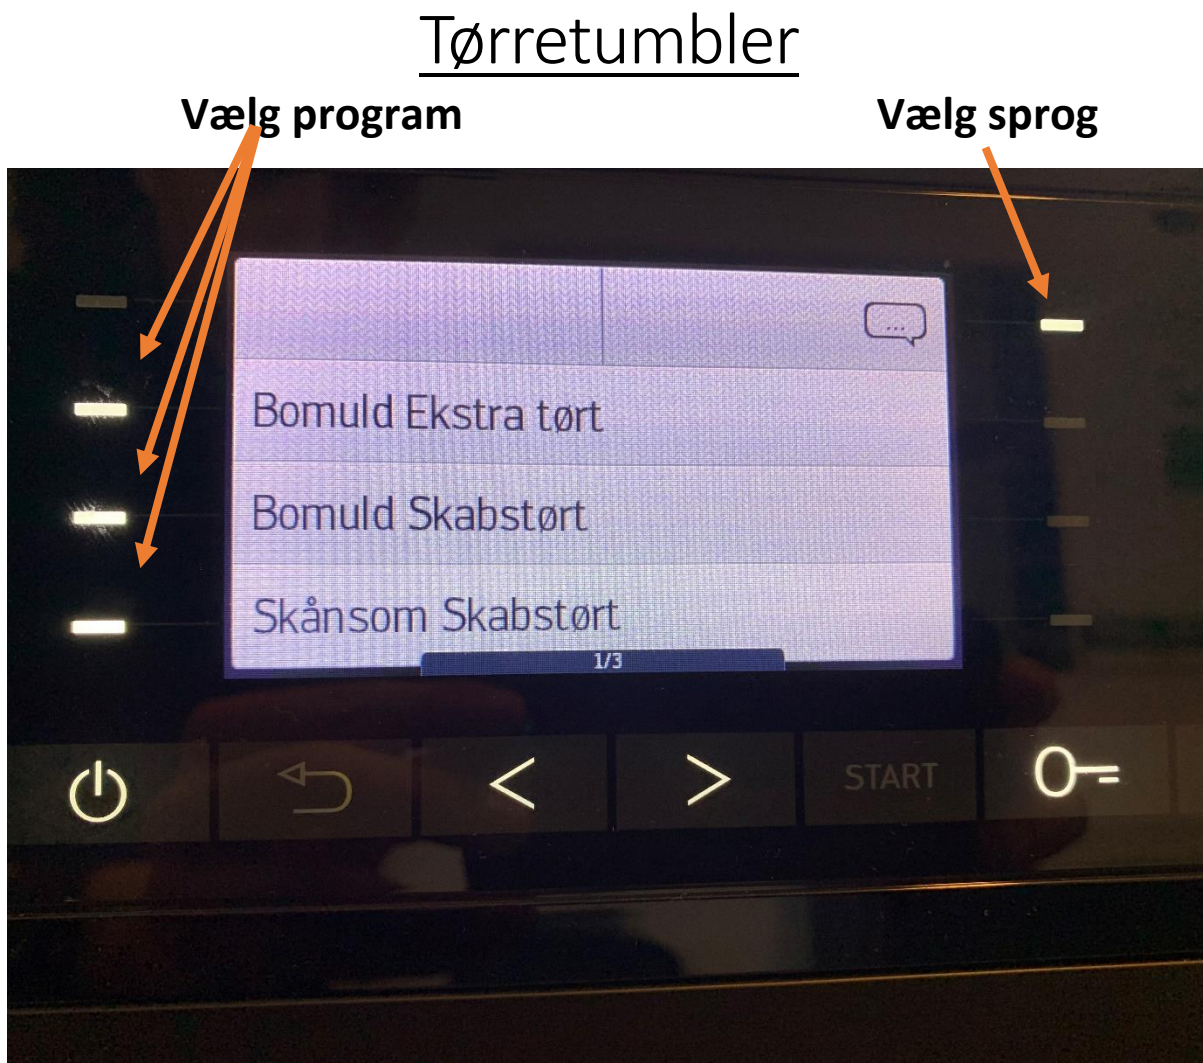 Tørretumbler
Vælg program
Vælg sprog
...
Bomuld Ekstra tørt
Bomuld Skabstørt
Skånsom Skabstørt
1/3
< > START